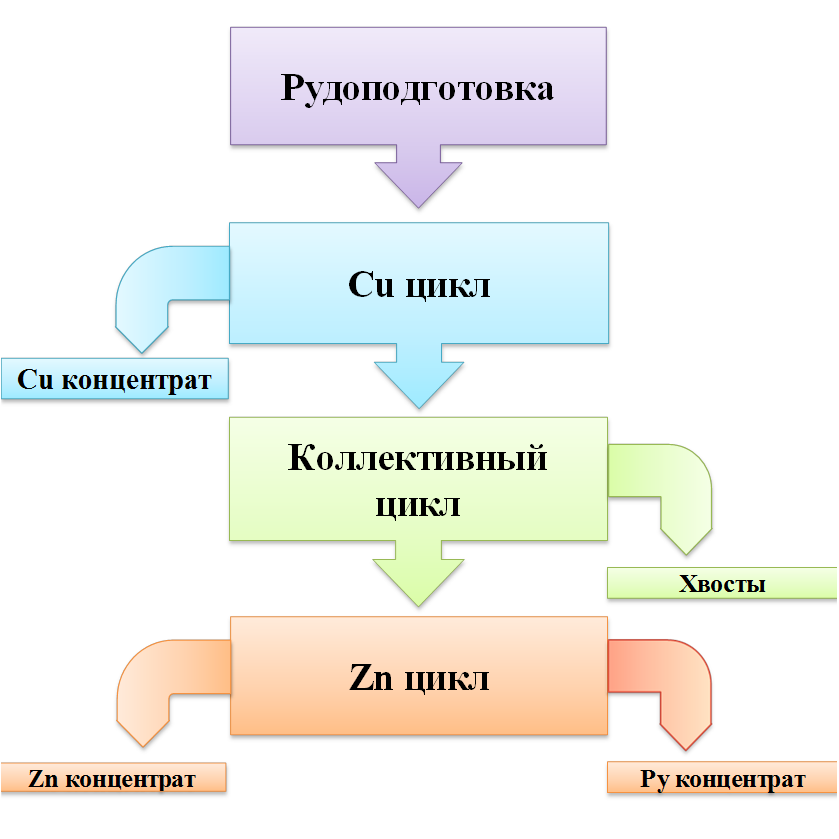 Рудоподготовка
Cu цикл
Cu концентрат
Коллективный
цикл
Хвосты
Zn цикл
Zn концентрат
Py концентрат